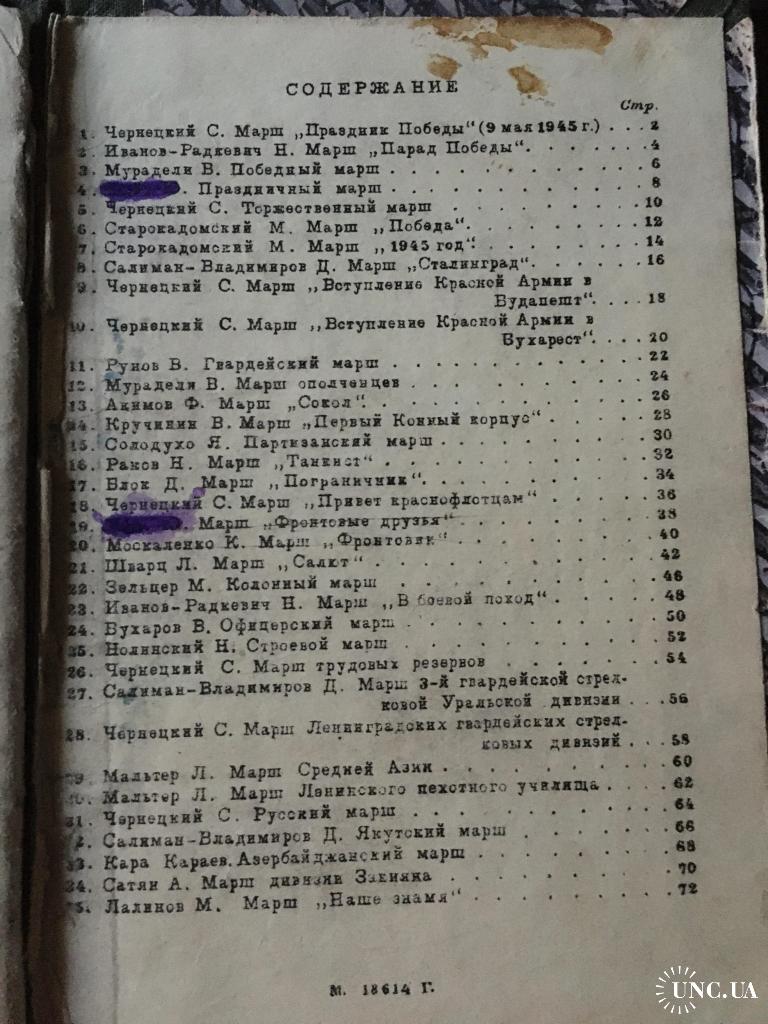 СОДЕРЖАНИЕ
Стр.
1. Чернецкий С. Марш „Праздник Победы“ (9 мая 1945 г.) . . . 2
2. Иванов-Радкевич Н. Марш „Парад Победы“. . . . . . . . 4
3. Мурадели В. Победный марш . . . . . . . . . . . . . 6
4. . Праздничный марш . . . . . . . . . . . . . 8
5. Чернецкий С. Торжественный марш . . . . . . . . . . 10
6. Старокадомский М. Марш „Победа“. . . . . . . . . . 12
7. Старокадомский М. Марш „1945 год“. . . . . . . . . . 14
8. Салиман-Владимиров Д. Марш „Сталинград“. . . . . . . 16
9. Чернецкий С. Марш „Вступление Красной Армии в
Будапешт“. . . . 18
10. Чернецкий С. Марш „Вступление Красной Армии в
Бухарест“. . . . 20
11. Рунов В. Гвардейский марш . . . . . . . . . . . . 22
12. Мурадели В. Марш ополченцев . . . . . . . . . . . 24
13. Акимов Ф. Марш „Сокол“. . . . . . . . . . . . . 26
14. Кручинин В. Марш „Первый Конный корпус“ . . . . . . 28
15. Солодухо Я. Партизанский марш . . . . . . . . . . 30
16. Раков Н. Марш „Танкист“ . . . . . . . . . . . . 32
17. Блок Д. Марш „Пограничник“. . . . . . . . . . . 34
18. Чернецкий С. Марш „Привет краснофлотцам“ . . . . . . 36
19. . Марш „Фронтовые друзья“ . . . . . . . . . 38
20. Москаленко К. Марш „Фронтовик“ . . . . . . . . . 40
21. Шварц Л. Марш „Салют“ . . . . . . . . . . . . . 42
22. Зельцер М. Колонный марш . . . . . . . . . . . . 46
23. Иванов-Радкевич Н. Марш „В боевой поход“ . . . . . . 48
24. Бухаров В. Офицерский марш . . . . . . . . . . . 50
25. Нолинский Н. Строевой марш . . . . . . . . . . . 52
26. Чернецкий С. Марш трудовых резервов . . . . . . . . 54
27. Салиман-Владимиров Д. Марш 3-й гвардейской стрел-
ковой Уральской дивизии . . . 56
28. Чернецкий С. Марш Ленинградских гвардейских стрел-
ковых дивизий . . . 58
29. Мальтер Л. Марш Средней Азии . . . . . . . . . . 60
30. Мальтер Л. Марш Ленинского пехотного училища . . . . 62
31. Чернецкий С. Русский марш . . . . . . . . . . . 64
32. Салиман-Владимиров Д. Якутский марш . . . . . . . 66
33. Кара Караев. Азербайджанский марш . . . . . . . . 68
34. Сатян А. Марш дивизии Закияна . . . . . . . . . . 70
35. Лалинов М. Марш „Наше знамя“ . . . . . . . . . . 72
М. 18614 Г.
UNC.UA